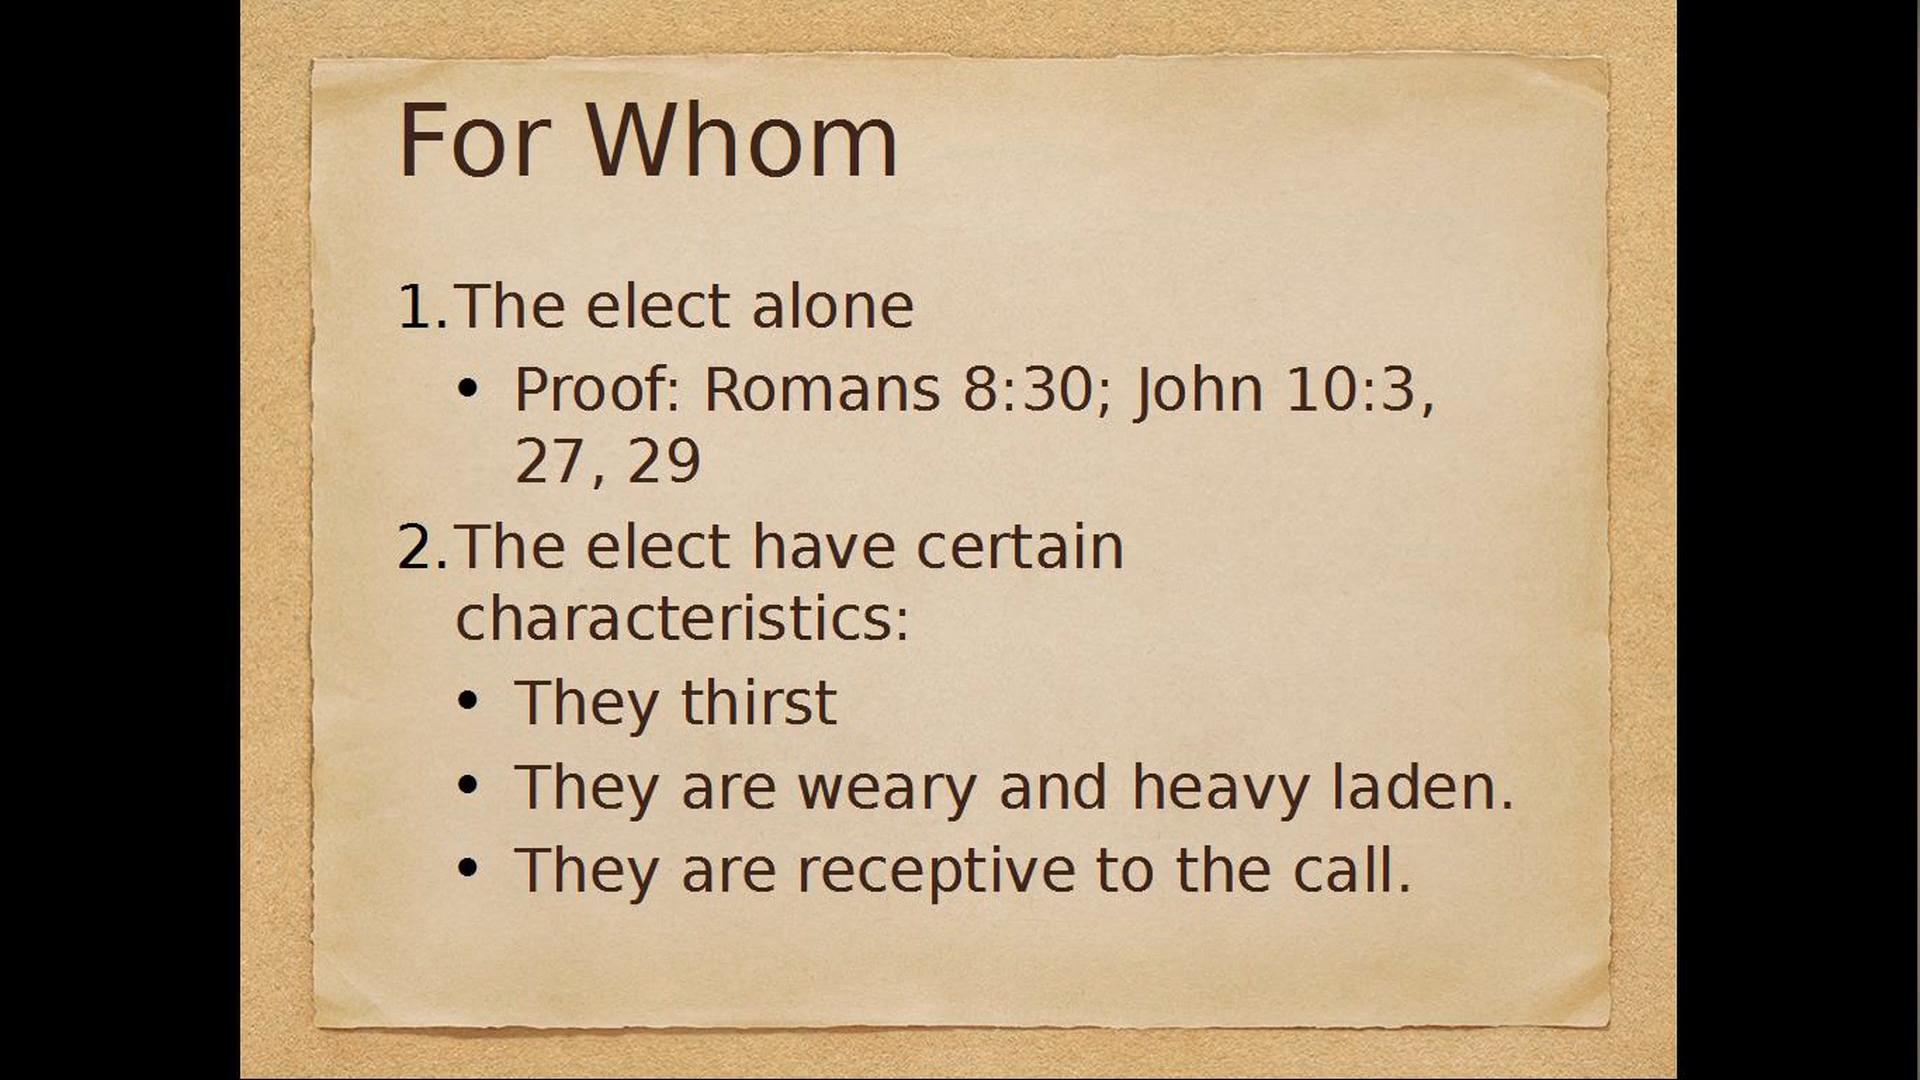 For Whom
1. The elect alone
• Proof: Romans 8:30; John 10:3,
27, 29
2. The elect have certain
characteristics:
• They thirst
• They are weary and heavy laden.
• They are receptive to the call.